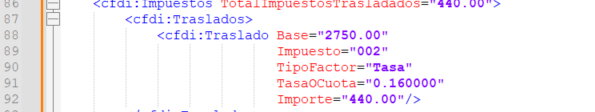 86 <cfdi:Impuestos TotalImpuestosTrasladados="440.00">
87 <cfdi:Traslados>
88 <cfdi:Traslado Base="2750.00"
89 Impuesto="002"
90 TipoFactor="Tasa"
91 TasaOCuota="0.160000"
92 Importe="440.00"/>